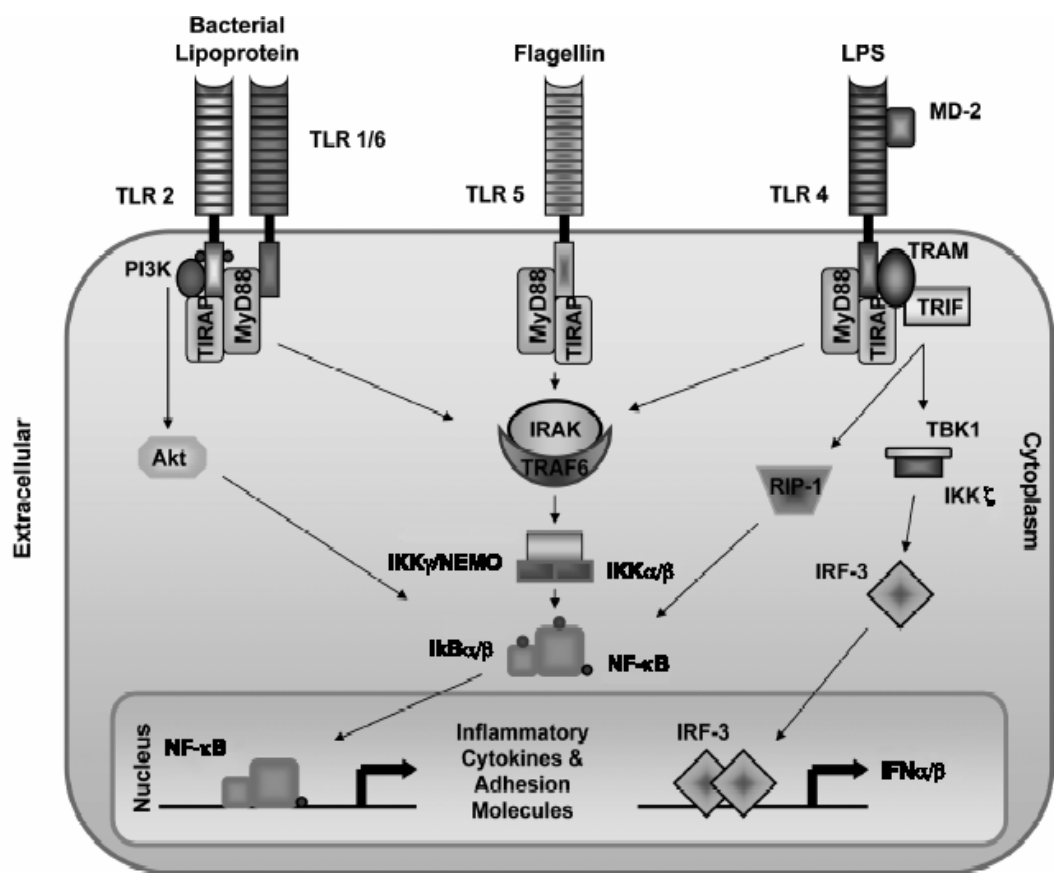 Bacterial
Lipoprotein
Flagellin
LPS
MD-2
TLR 1/6
TLR 2
TLR 5
TLR 4
PI3K
TIRAP
MyD88
MyD88
TIRAP
MyD88
TIRAP
TRAM
TRIF
Extracellular
Cytoplasm
Akt
IRAK
TRAF6
RIP-1
TBK1
IKK ζ
IKKγ/NEMO
IKKα/β
IRF-3
IkBα/β
NF-κB
Nucleus
NF-κB
Inflammatory
Cytokines &
Adhesion
Molecules
IRF-3
IFNα/β